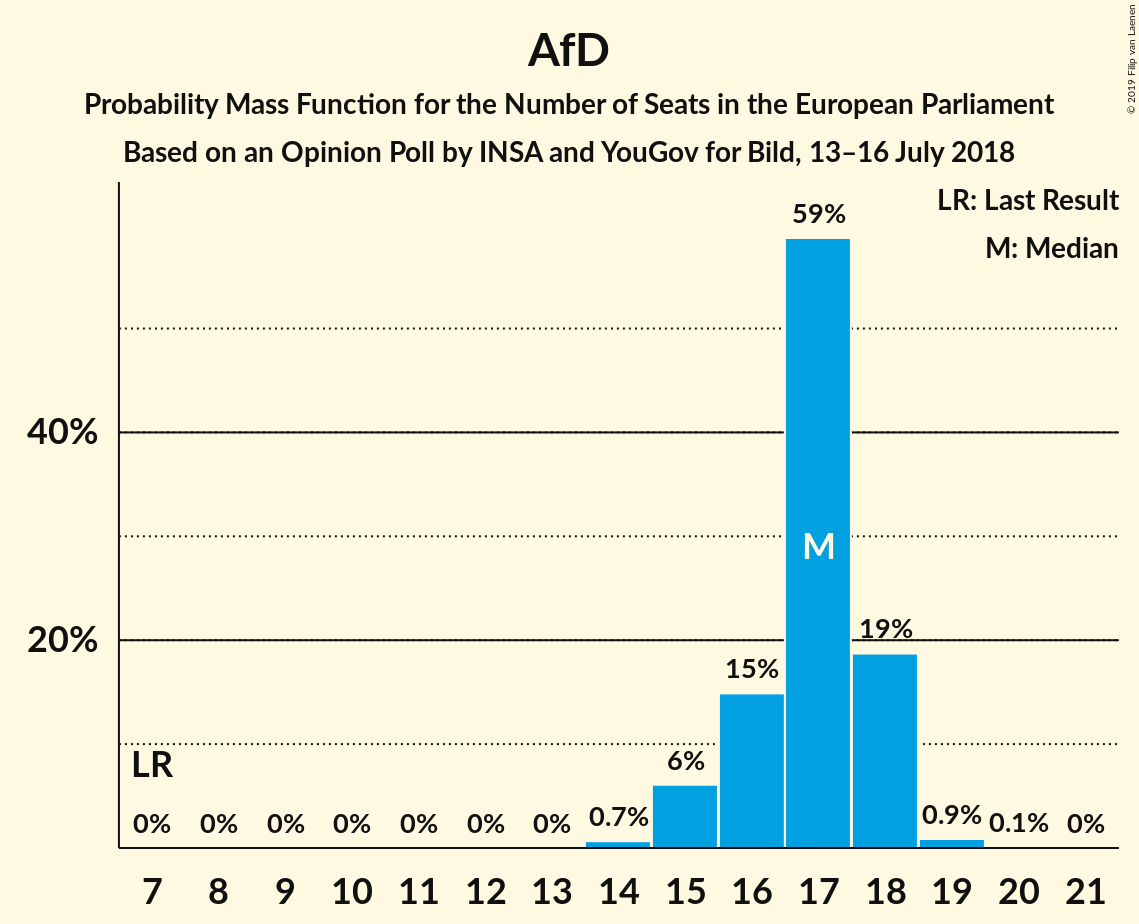 AfD
Probability Mass Function for the Number of Seats in the European Parliament
Based on an Opinion Poll by INSA and YouGov for Bild, 13–16 July 2018
© 2019 Filip van Laenen
LR: Last Result
M: Median
59%
40%
M
20%
19%
15%
LR
6%
0% 0% 0% 0% 0% 0% 0% 0.7% 0.9% 0.1% 0%
7 8 9 10 11 12 13 14 15 16 17 18 19 20 21